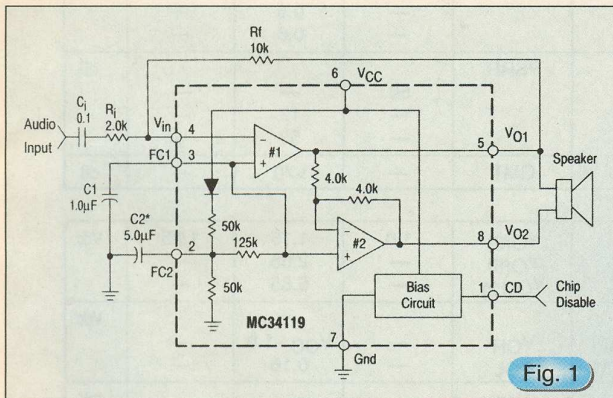 Rf
10k
6
VCC
Audio
Input
Ci
0.1
Ri
2.0k
Vin
4
FC1
3
#1
5
VO1
Speaker
4.0k
4.0k
C1
1.0µF
C2*
5.0µF
50k
2
125k
#2
8
VO2
FC2
50k
Bias
Circuit
1
CD
Chip
Disable
MC34119
7
Gnd
Fig. 1